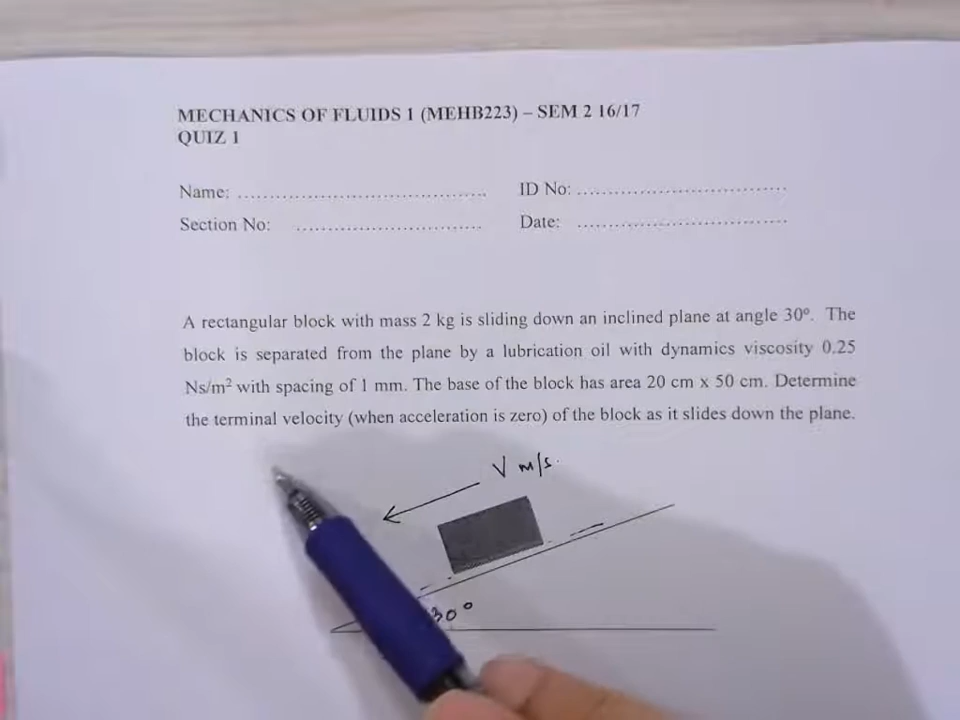 MECHANICS OF FLUIDS 1 (MEHB223) – SEM 2 16/17
QUIZ 1
Name: ........................................ ID No: ..................................
Section No: .................................. Date: ..................................
A rectangular block with mass 2 kg is sliding down an inclined plane at angle 30º. The
block is separated from the plane by a lubrication oil with dynamics viscosity 0.25
Ns/m² with spacing of 1 mm. The base of the block has area 20 cm x 50 cm. Determine
the terminal velocity (when acceleration is zero) of the block as it slides down the plane.
V m/s.
30°